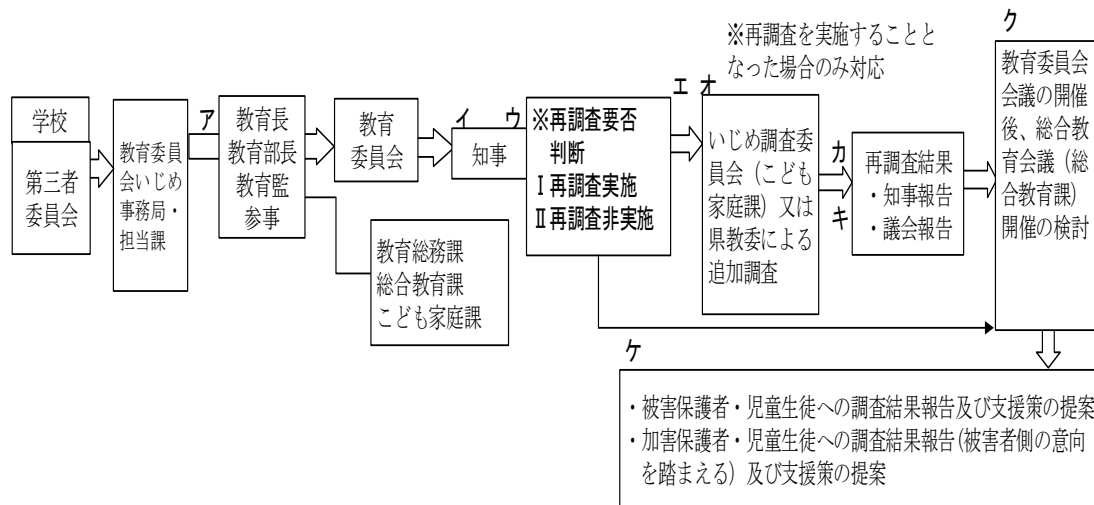 学校
第三者
委員会
教育委員
会いじめ
事務局・
担当課
ア
教育長
教育部長
教育監
参事
教育
委員会
教育総務課
総合教育課
こども家庭課
イ
ウ
知事
※再調査要否
判断
Ⅰ再調査実施
Ⅱ再調査非実施
※再調査を実施することと
なった場合のみ対応
エ
オ
いじめ調査委
員会（こども
家庭課）又は
県教委による
追加調査
カ
キ
再調査結果
・知事報告
・議会報告
ク
教育委員会
会議の開催
後、総合教
育会議（総
合教育課）
開催の検討
ケ
・被害保護者・児童生徒への調査結果報告及び支援策の提案
・加害保護者・児童生徒への調査結果報告(被害者側の意向
を踏まえる）及び支援策の提案